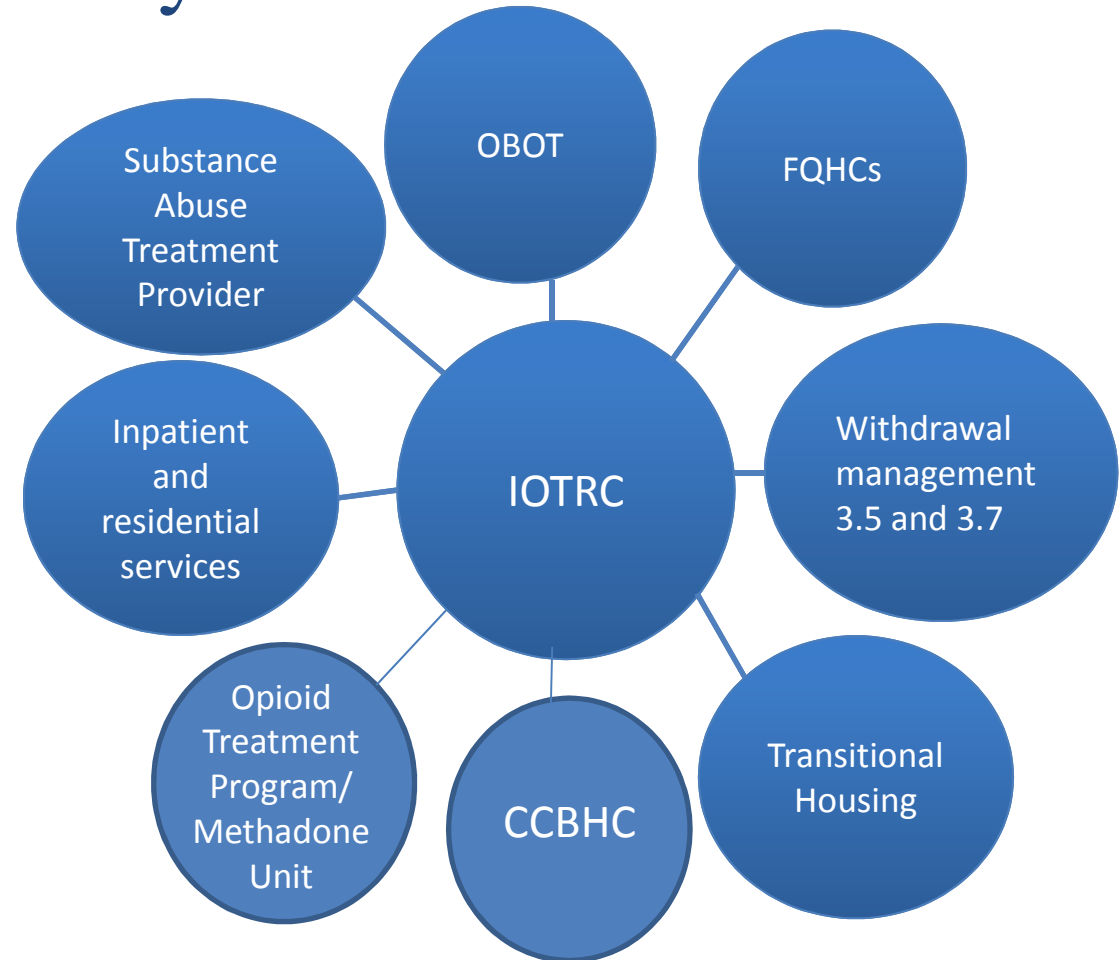 OBOT
FQHCs
Substance
Abuse
Treatment
Provider
Inpatient
and
residential
services
IOTRC
Withdrawal
management
3.5 and 3.7
Opioid
Treatment
Program/
Methadone
Unit
CCBHC
Transitional
Housing